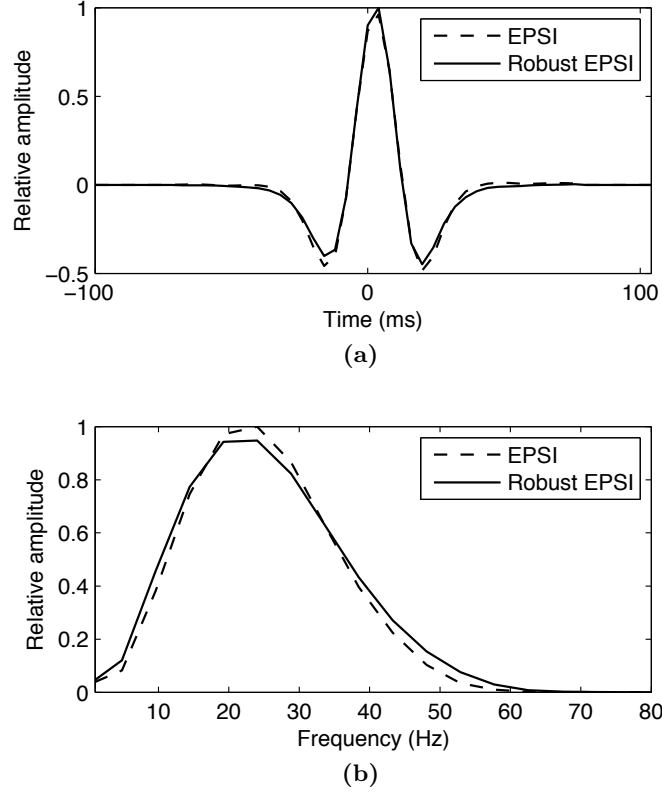 1
0.5
0
−0.5
Relative amplitude
EPSI
Robust EPSI
−100
0
100
Time (ms)
(a)
1
0.8
0.6
0.4
0.2
0
Relative amplitude
EPSI
Robust EPSI
10
20
30
40
50
60
70
80
Frequency (Hz)
(b)